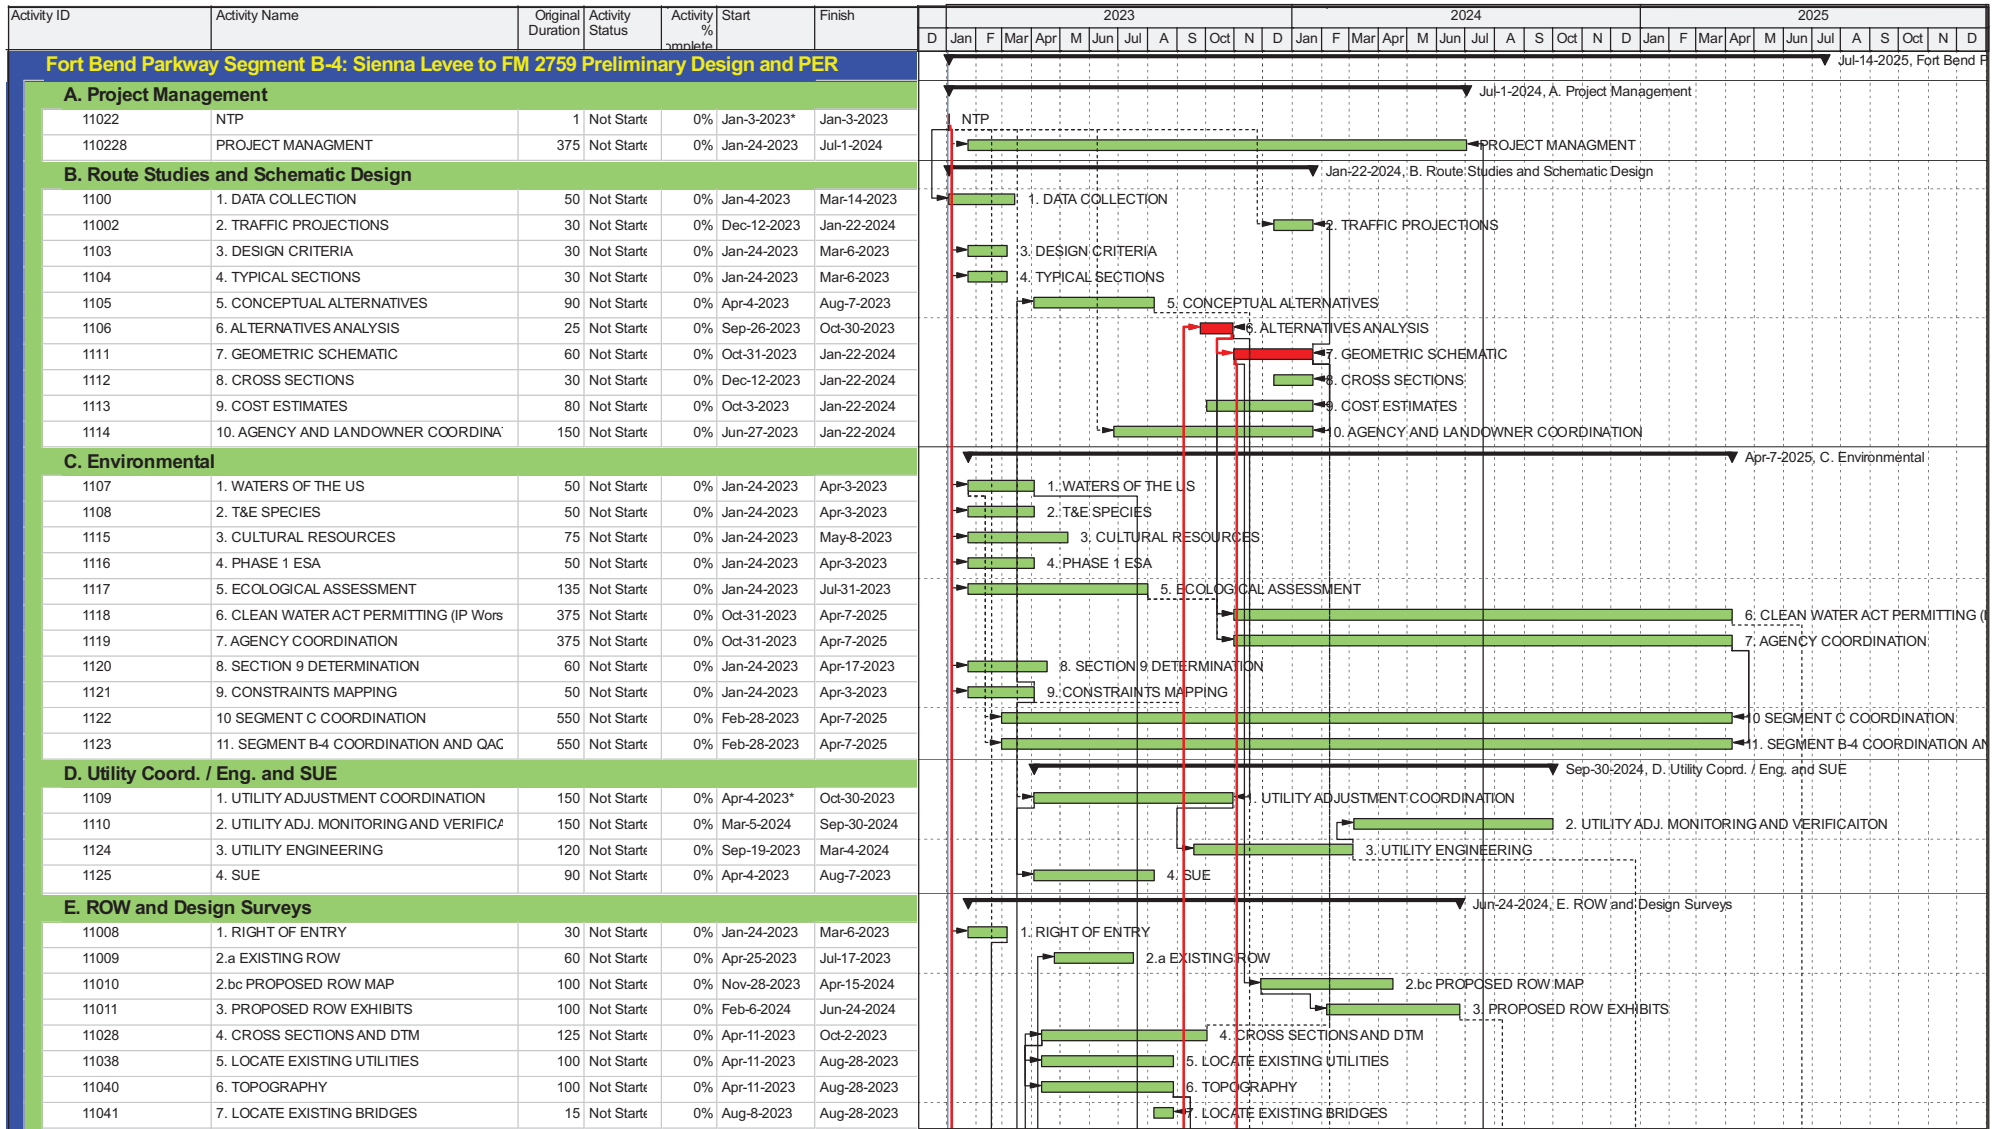 Activity ID Activity Name Original Duration Activity Status Activity % Start Finish 2023 2024 2025
D Jan F Mar Apr M Jun Jul A S Oct N D Jan F Mar Apr M Jun Jul A S Oct N D Jan F Mar Apr M Jun Jul A S Oct N D
Fort Bend Parkway Segment B-4: Sienna Levee to FM 2759 Preliminary Design and PER Jul-14-2025, Fort Bend P
A. Project Management Jul-1-2024, A. Project Management
11022 NTP 1 Not Starte 0% Jan-3-2023* Jan-3-2023 NTP
110228 PROJECT MANAGMENT 375 Not Starte 0% Jan-24-2023 Jul-1-2024 PROJECT MANAGMENT
B. Route Studies and Schematic Design Jan-22-2024, B. Route Studies and Schematic Design
1100 1. DATA COLLECTION 50 Not Starte 0% Jan-4-2023 Mar-14-2023 1. DATA COLLECTION
11002 2. TRAFFIC PROJECTIONS 30 Not Starte 0% Dec-12-2023 Jan-22-2024 2. TRAFFIC PROJECTIONS
1103 3. DESIGN CRITERIA 30 Not Starte 0% Jan-24-2023 Mar-6-2023 3. DESIGN CRITERIA
1104 4. TYPICAL SECTIONS 30 Not Starte 0% Jan-24-2023 Mar-6-2023 4. TYPICAL SECTIONS
1105 5. CONCEPTUAL ALTERNATIVES 90 Not Starte 0% Apr-4-2023 Aug-7-2023 5. CONCEPTUAL ALTERNATIVES
1106 6. ALTERNATIVES ANALYSIS 25 Not Starte 0% Sep-26-2023 Oct-30-2023 6. ALTERNATIVES ANALYSIS
1111 7. GEOMETRIC SCHEMATIC 60 Not Starte 0% Oct-31-2023 Jan-22-2024 7. GEOMETRIC SCHEMATIC
1112 8. CROSS SECTIONS 30 Not Starte 0% Dec-12-2023 Jan-22-2024 8. CROSS SECTIONS
1113 9. COST ESTIMATES 80 Not Starte 0% Oct-3-2023 Jan-22-2024 9. COST ESTIMATES
1114 10. AGENCY AND LANDOWNER COORDINA 150 Not Starte 0% Jun-27-2023 Jan-22-2024 10. AGENCY AND LANDOWNER COORDINATION
C. Environmental Apr-7-2025, C. Environmental
1107 1. WATERS OF THE US 50 Not Starte 0% Jan-24-2023 Apr-3-2023 1. WATERS OF THE US
1108 2. T&E SPECIES 50 Not Starte 0% Jan-24-2023 Apr-3-2023 2. T&E SPECIES
1115 3. CULTURAL RESOURCES 75 Not Starte 0% Jan-24-2023 May-8-2023 3. CULTURAL RESOURCES
1116 4. PHASE 1 ESA 50 Not Starte 0% Jan-24-2023 Apr-3-2023 4. PHASE 1 ESA
1117 5. ECOLOGICAL ASSESSMENT 135 Not Starte 0% Jan-24-2023 Jul-31-2023 5. ECOLOGICAL ASSESSMENT
1118 6. CLEAN WATER ACT PERMITTING (IP Wors 375 Not Starte 0% Oct-31-2023 Apr-7-2025 6. CLEAN WATER ACT PERMITTING (I
1119 7. AGENCY COORDINATION 375 Not Starte 0% Oct-31-2023 Apr-7-2025 7. AGENCY COORDINATION
1120 8. SECTION 9 DETERMINATION 60 Not Starte 0% Jan-24-2023 Apr-17-2023 8. SECTION 9 DETERMINATION
1121 9. CONSTRAINTS MAPPING 50 Not Starte 0% Jan-24-2023 Apr-3-2023 9. CONSTRAINTS MAPPING
1122 10 SEGMENT C COORDINATION 550 Not Starte 0% Feb-28-2023 Apr-7-2025 10 SEGMENT C COORDINATION
1123 11. SEGMENT B-4 COORDINATION AND QAC 550 Not Starte 0% Feb-28-2023 Apr-7-2025 11. SEGMENT B-4 COORDINATION AN
D. Utility Coord. / Eng. and SUE Sep-30-2024, D. Utility Coord. / Eng. and SUE
1109 1. UTILITY ADJUSTMENT COORDINATION 150 Not Starte 0% Apr-4-2023* Oct-30-2023 1. UTILITY ADJUSTMENT COORDINATION
1110 2. UTILITY ADJ. MONITORING AND VERIFICA 150 Not Starte 0% Mar-5-2024 Sep-30-2024 2. UTILITY ADJ. MONITORING AND VERIFICAITON
1124 3. UTILITY ENGINEERING 120 Not Starte 0% Sep-19-2023 Mar-4-2024 3. UTILITY ENGINEERING
1125 4. SUE 90 Not Starte 0% Apr-4-2023 Aug-7-2023 4. SUE
E. ROW and Design Surveys Jun-24-2024, E. ROW and Design Surveys
11008 1. RIGHT OF ENTRY 30 Not Starte 0% Jan-24-2023 Mar-6-2023 1. RIGHT OF ENTRY
11009 2.a EXISTING ROW 60 Not Starte 0% Apr-25-2023 Jul-17-2023 2.a EXISTING ROW
11010 2.bc PROPOSED ROW MAP 100 Not Starte 0% Nov-28-2023 Apr-15-2024 2.bc PROPOSED ROW MAP
11011 3. PROPOSED ROW EXHIBITS 100 Not Starte 0% Feb-6-2024 Jun-24-2024 3. PROPOSED ROW EXHIBITS
11028 4. CROSS SECTIONS AND DTM 125 Not Starte 0% Apr-11-2023 Oct-2-2023 4. CROSS SECTIONS AND DTM
11038 5. LOCATE EXISTING UTILITIES 100 Not Starte 0% Apr-11-2023 Aug-28-2023 5. LOCATE EXISTING UTILITIES
11040 6. TOPOGRAPHY 100 Not Starte 0% Apr-11-2023 Aug-28-2023 6. TOPOGRAPHY
11041 7. LOCATE EXISTING BRIDGES 15 Not Starte 0% Aug-8-2023 Aug-28-2023 7. LOCATE EXISTING BRIDGES